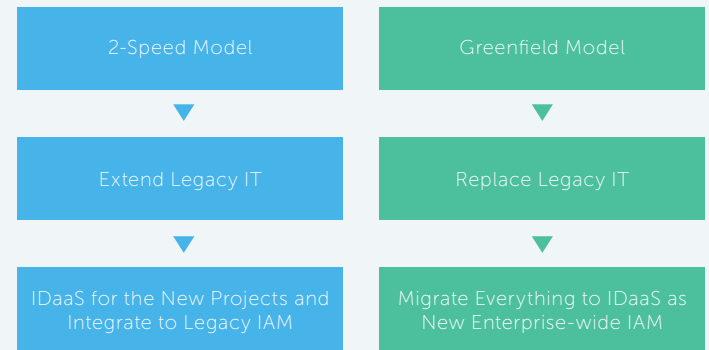 2-Speed Model
Extend Legacy IT
IDaaS for the New Projects and
Integrate to Legacy IAM
Greenfield Model
Replace Legacy IT
Migrate Everything to IDaaS as
New Enterprise-wide IAM